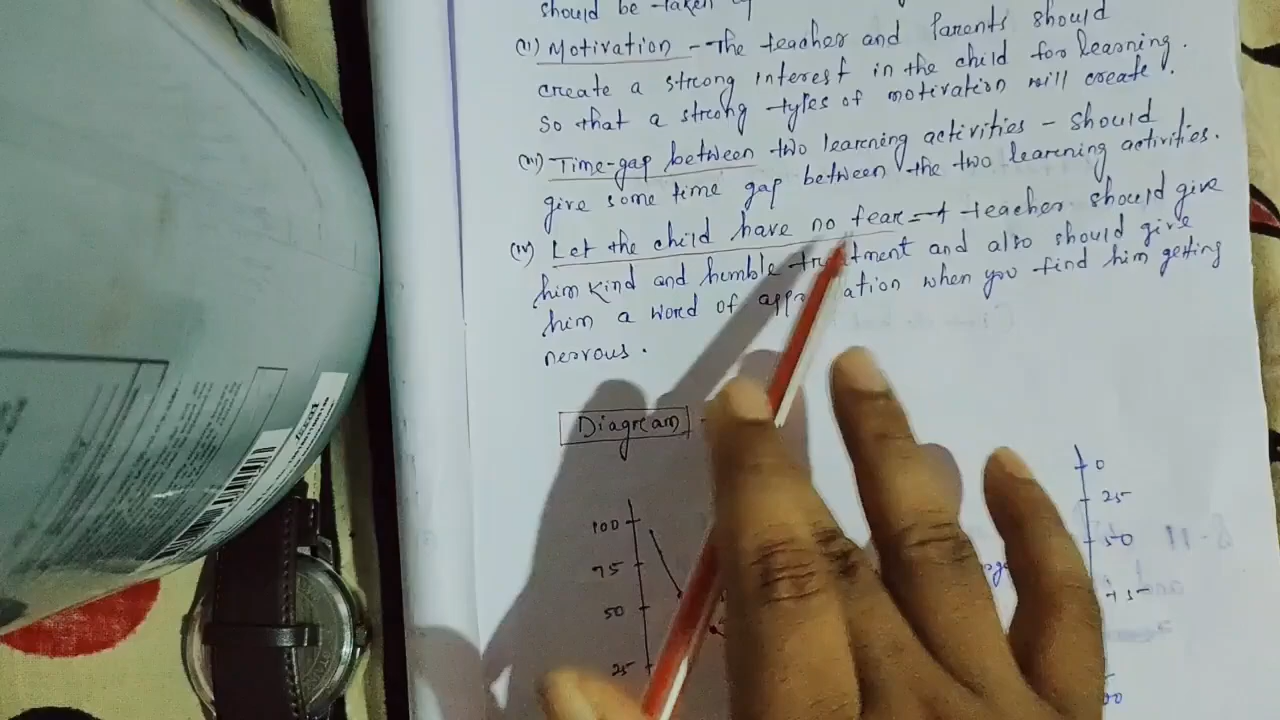 should be taken
(ii) Motivation - The teacher and Parents should
create a strong interest in the child for learning.
So that a strong types of motivation will create.
(iii) Time-gap between two learning activities - should
give some time gap between the two learning activities.
(iv) Let the child have no fear - A teacher should give
him kind and humble treatment and also should give
him a word of appreciation when you find him getting
nervous.
Diagram -
100
75
50
25
0
25
50